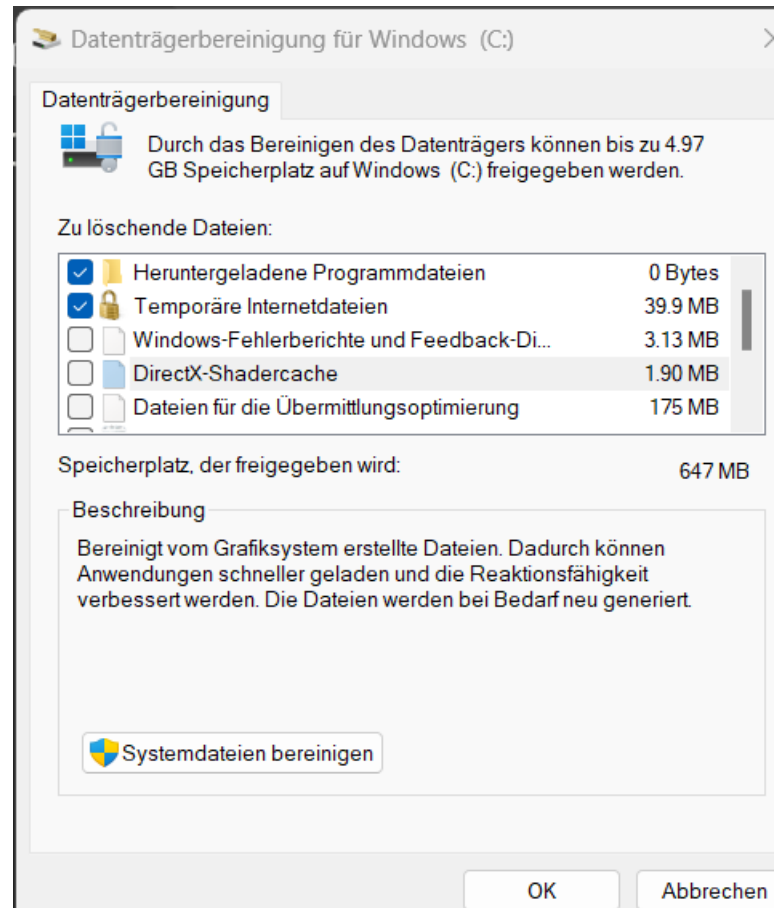 Datenträgerbereinigung für Windows (C:)
Datenträgerbereinigung
Durch das Bereinigen des Datenträgers können bis zu 4.97
GB Speicherplatz auf Windows (C:) freigegeben werden.
Zu löschende Dateien:
Heruntergeladene Programmdateien 0 Bytes
Temporäre Internetdateien 39.9 MB
Windows-Fehlerberichte und Feedback-Di... 3.13 MB
DirectX-Shadercache 1.90 MB
Dateien für die Übermittlungsoptimierung 175 MB
Speicherplatz, der freigegeben wird: 647 MB
Beschreibung
Bereinigt vom Grafiksystem erstellte Dateien. Dadurch können
Anwendungen schneller geladen und die Reaktionsfähigkeit
verbessert werden. Die Dateien werden bei Bedarf neu generiert.
Systemdateien bereinigen
OK Abbrechen